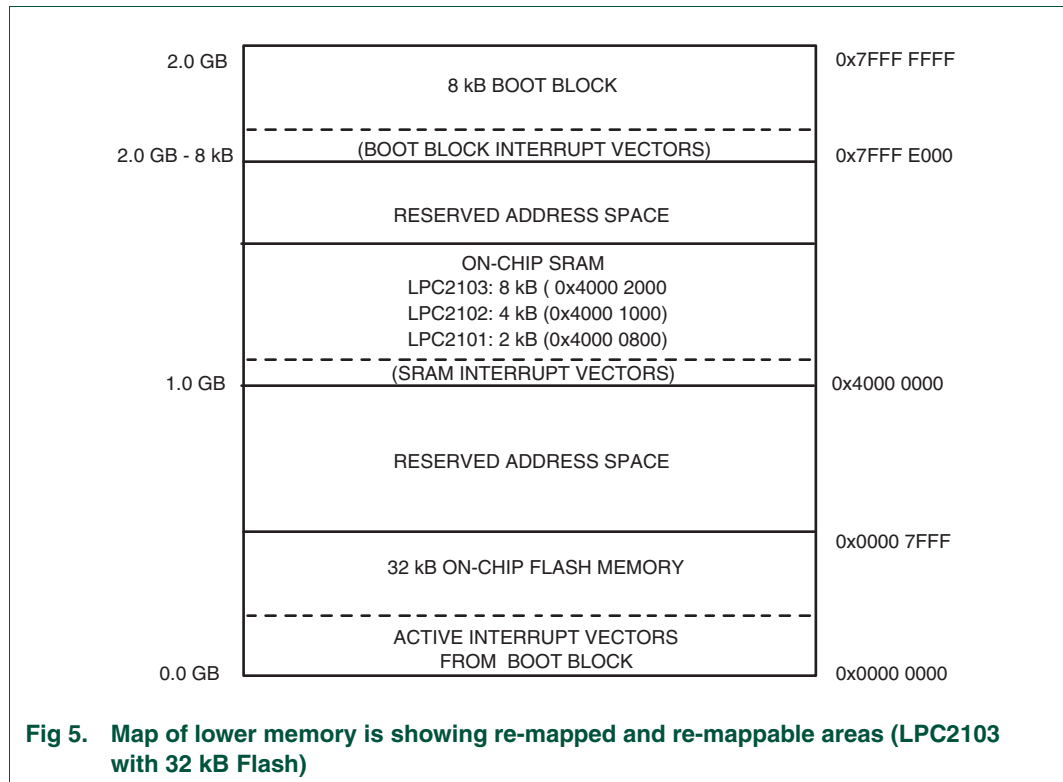 2.0 GB
0x7FFF FFFF
8 kB BOOT BLOCK
2.0 GB - 8 kB
(BOOT BLOCK INTERRUPT VECTORS)
0x7FFF E000
RESERVED ADDRESS SPACE
ON-CHIP SRAM
LPC2103: 8 kB ( 0x4000 2000
LPC2102: 4 kB (0x4000 1000)
LPC2101: 2 kB (0x4000 0800)
(SRAM INTERRUPT VECTORS)
1.0 GB
0x4000 0000
RESERVED ADDRESS SPACE
0x0000 7FFF
32 kB ON-CHIP FLASH MEMORY
ACTIVE INTERRUPT VECTORS
FROM BOOT BLOCK
0.0 GB
0x0000 0000
Fig 5. Map of lower memory is showing re-mapped and re-mappable areas (LPC2103
with 32 kB Flash)